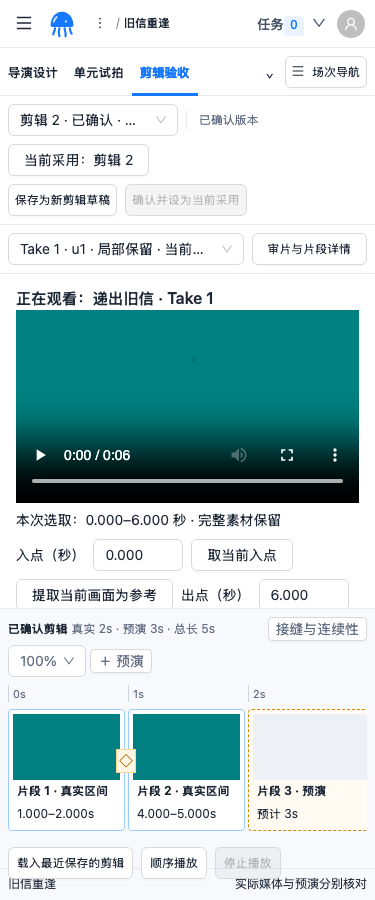 / 旧信重逢 任务 0
导演设计 单元试拍 剪辑验收 场次导航
剪辑 2 · 已确认 · ... 已确认版本
当前采用：剪辑 2
保存为新剪辑草稿 确认并设为当前采用
Take 1 · u1 · 局部保留 · 当前... 审片与片段详情
正在观看：递出旧信 · Take 1
0:00 / 0:06
本次选取：0.000–6.000 秒 · 完整素材保留
入点（秒） 0.000 取当前入点
提取当前画面为参考 出点（秒） 6.000
已确认剪辑 真实 2s · 预演 3s · 总长 5s 接缝与连续性
100% + 预演
0s 1s 2s
片段 1 · 真实区间 片段 2 · 真实区间 片段 3 · 预演
1.000–2.000s 4.000–5.000s 预计 3s
载入最近保存的剪辑 顺序播放 停止播放
旧信重逢 实际媒体与预演分别核对